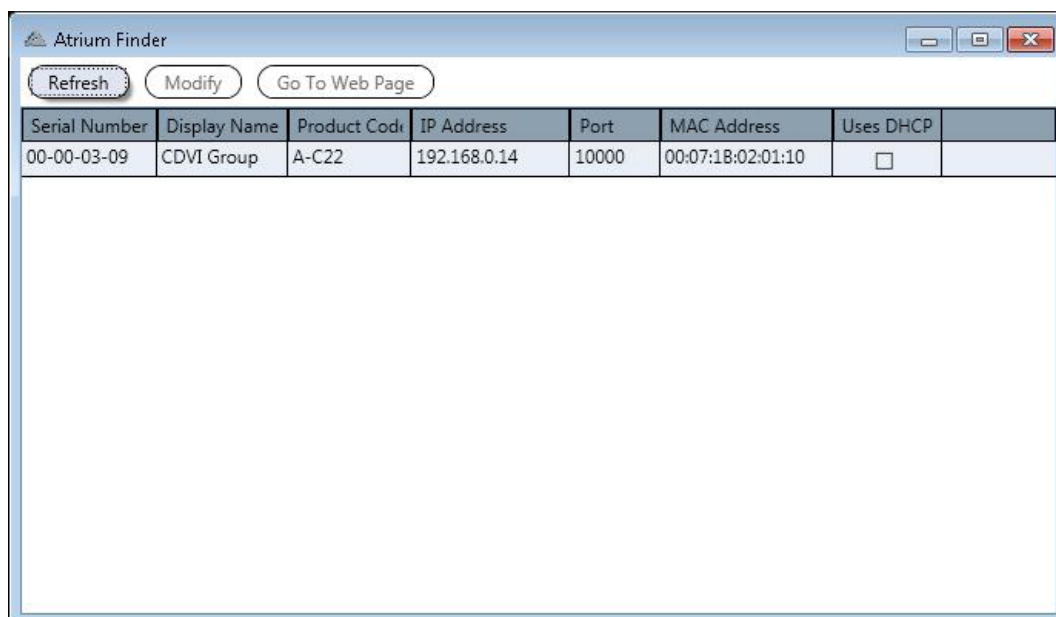 Atrium Finder
Refresh Modify Go To Web Page
Serial Number Display Name Product Code IP Address Port MAC Address Uses DHCP
00-00-03-09 CDVI Group A-C22 192.168.0.14 10000 00:07:1B:02:01:10